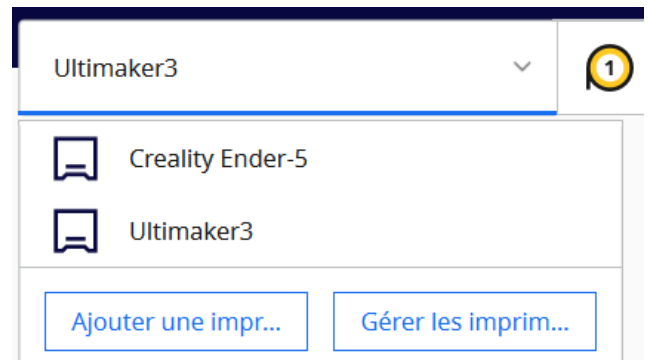 Ultimaker3
1
Creality Ender-5
Ultimaker3
Ajouter une impr...
Gérer les imprim...